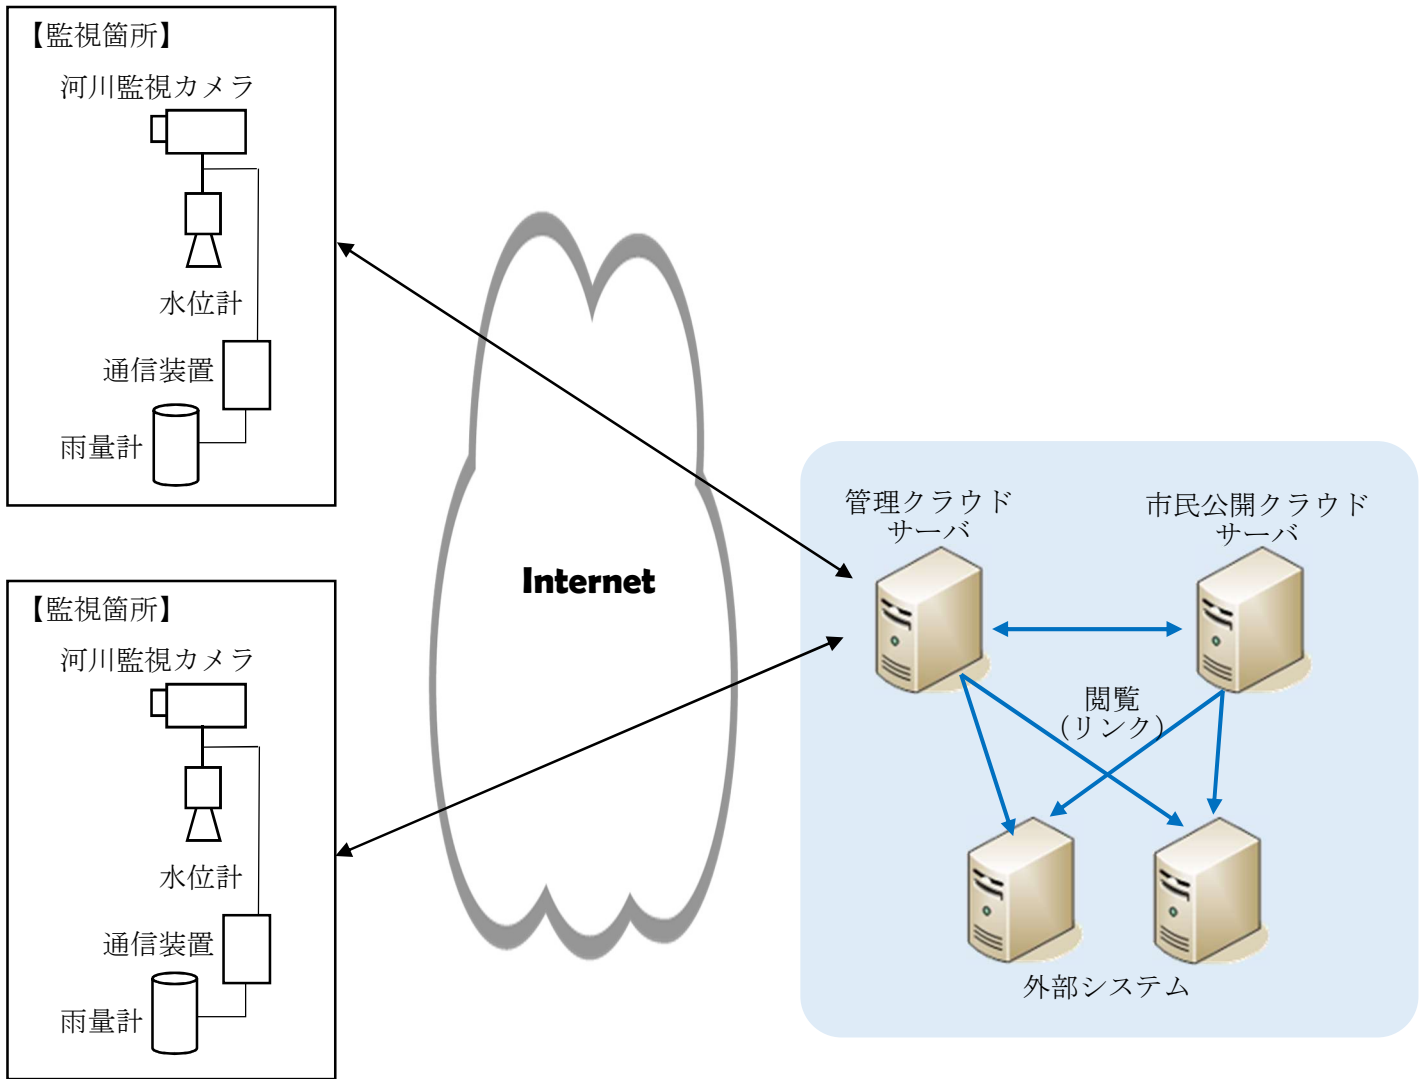 【監視箇所】
河川監視カメラ
水位計
通信装置
雨量計
【監視箇所】
河川監視カメラ
水位計
通信装置
雨量計
Internet
管理クラウド
サーバ
市民公開クラウド
サーバ
閲覧
(リンク)
外部システム